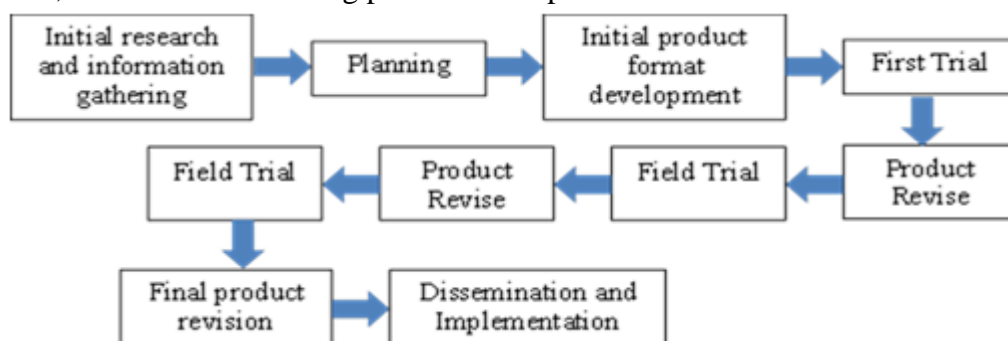 Initial research
and information
gathering
Planning
Initial product
format
development
First Trial
Product
Revise
Field Trial
Product
Revise
Field Trial
Final product
revision
Dissemination and
Implementation